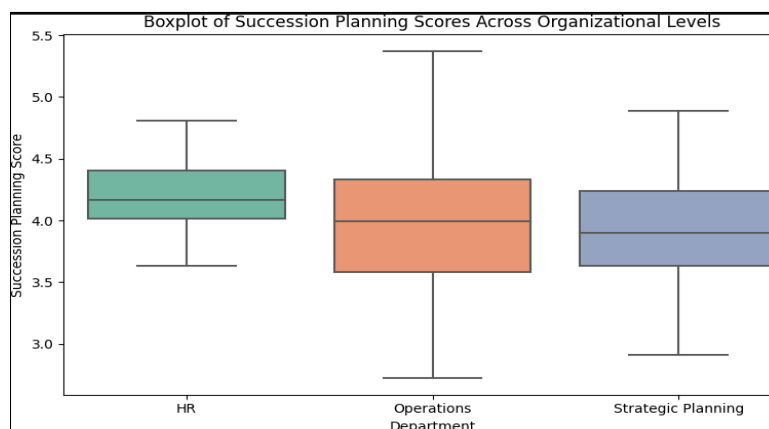 Boxplot of Succession Planning Scores Across Organizational Levels
Succession Planning Score
5.5
5.0
4.5
4.0
3.5
3.0
HR
Operations
Strategic Planning
Department